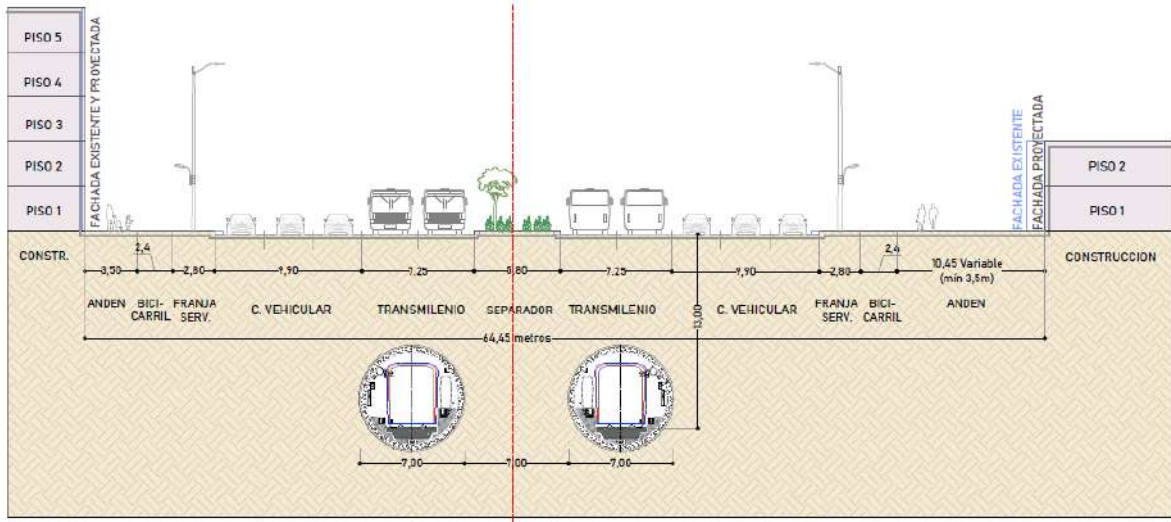 PISO 5
PISO 4
PISO 3
PISO 2
PISO 1
FACHADA EXISTENTE Y PROYECTADA
FACHADA EXISTENTE
FACHADA PROYECTADA
PISO 2
PISO 1
CONSTR.
CONSTRUCCION
3,50
2,4
2,80
9,90
7,25
5,80
7,25
9,90
2,80
2,4
10,45 Variable
(mín 3,5m)
ANDEN
BICI-
CARRIL
FRANJA
SERV.
C. VEHICULAR
TRANSMILENIO
SEPARADOR
TRANSMILENIO
C. VEHICULAR
FRANJA
SERV.
BICI-
CARRIL
ANDEN
13,00
64,45 metros
7,00
7,00
7,00